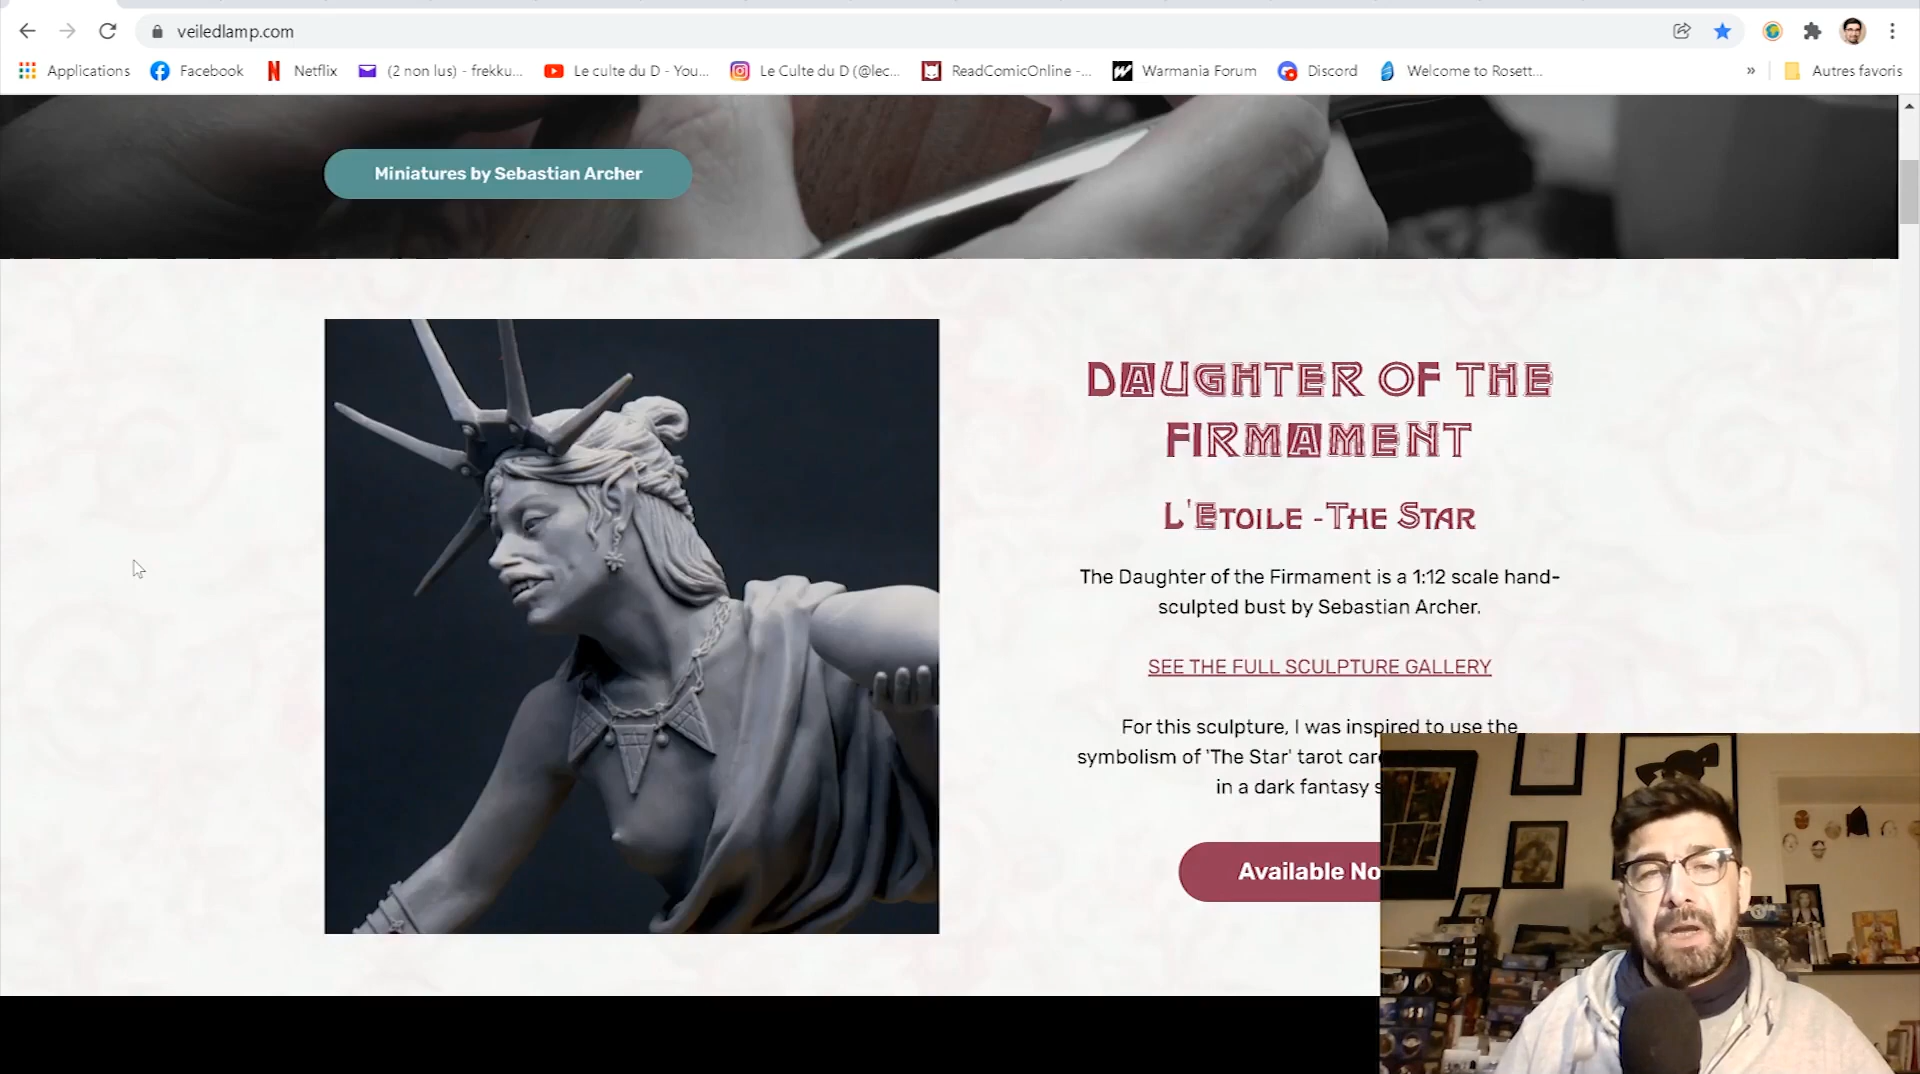 veiledlamp.com
Applications Facebook Netflix (2 non lus) - frekku... Le culte du D - You... Le Culte du D (@lec... ReadComicOnline -... Warmania Forum Discord Welcome to Rosett... » Autres favoris
Miniatures by Sebastian Archer
DAUGHTER OF THE
FIRMAMENT
L'ETOILE -THE STAR
The Daughter of the Firmament is a 1:12 scale hand-
sculpted bust by Sebastian Archer.
SEE THE FULL SCULPTURE GALLERY
For this sculpture, I was inspired to use the
symbolism of 'The Star' tarot car
in a dark fantasy s
Available No